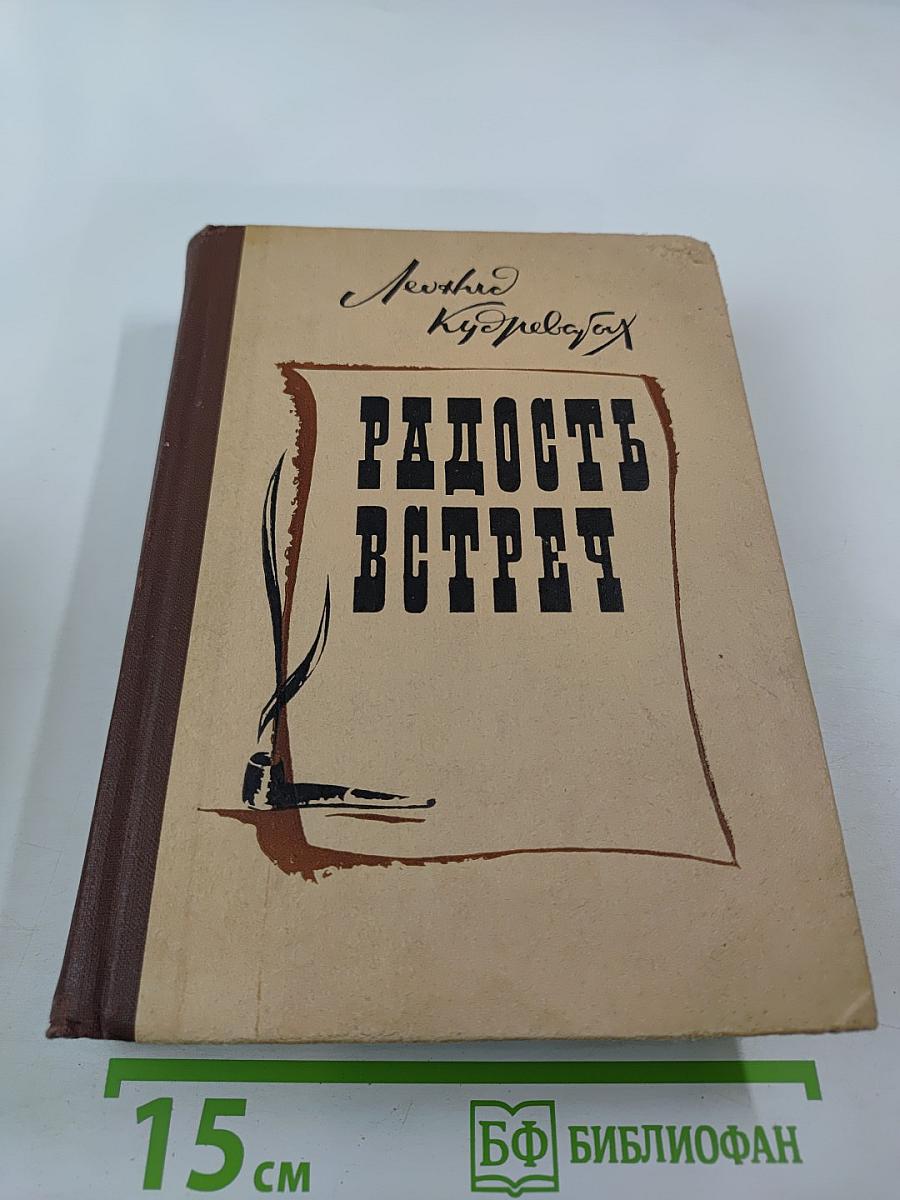 Леонид
Кудреватых
РАДОСТЬ
ВСТРЕЧ
15 см
БФ БИБЛИОФАН